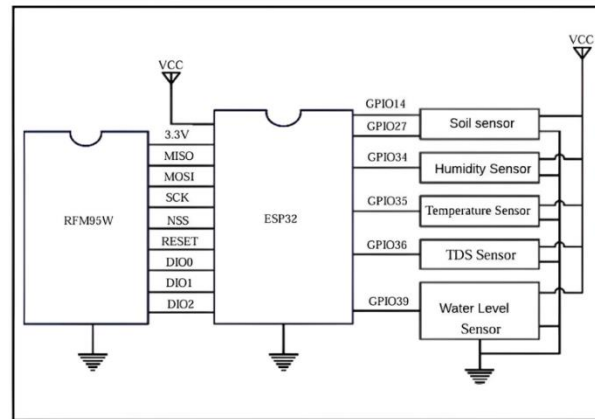 VCC
VCC
GPIO14
GPIO27
Soil sensor
3.3V
MISO
GPIO34
Humidity Sensor
MOSI
SCK
GPIO35
Temperature Sensor
RFM95W
NSS
ESP32
RESET
GPIO36
TDS Sensor
DIO0
DIO1
DIO2
GPIO39
Water Level
Sensor